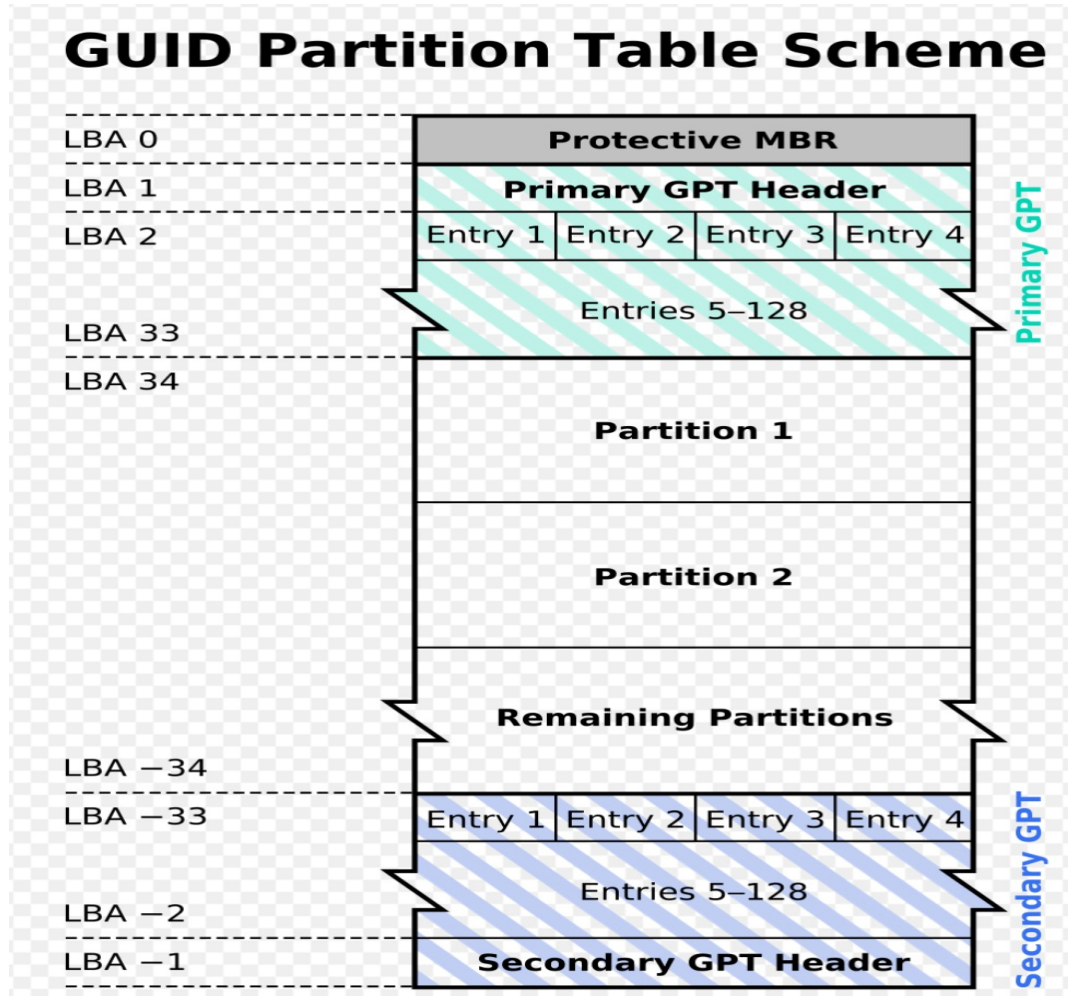 GUID Partition Table Scheme
LBA 0
Protective MBR
LBA 1
Primary GPT Header
LBA 2
Entry 1 Entry 2 Entry 3 Entry 4
Entries 5–128
LBA 33
Primary GPT
LBA 34
Partition 1
Partition 2
Remaining Partitions
LBA −34
LBA −33
Entry 1 Entry 2 Entry 3 Entry 4
Entries 5–128
LBA −2
LBA −1
Secondary GPT Header
Secondary GPT